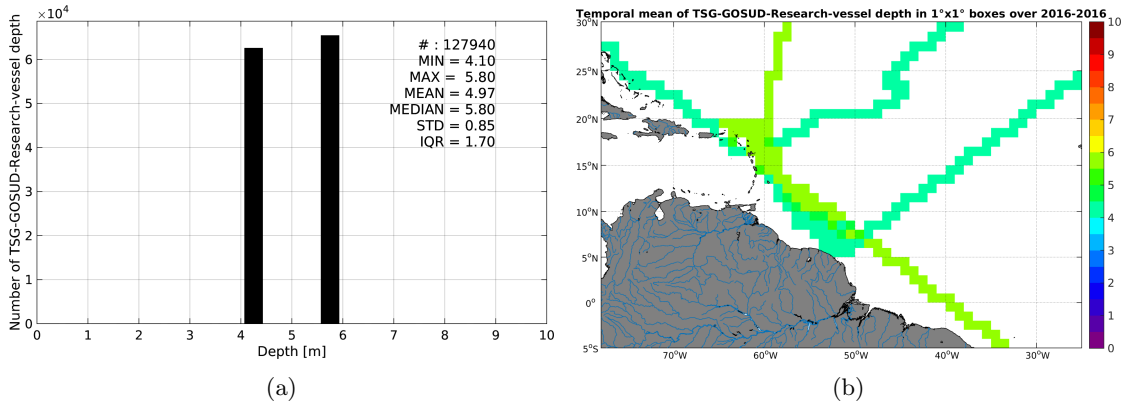 ×10⁴
Number of TSG-GOSUD-Research-vessel depth
6
5
4
3
2
1
0
# : 127940
MIN = 4.10
MAX = 5.80
MEAN = 4.97
MEDIAN = 5.80
STD = 0.85
IQR = 1.70
0 1 2 3 4 5 6 7 8 9 10
Depth [m]
(a)
Temporal mean of TSG-GOSUD-Research-vessel depth in 1°x1° boxes over 2016-2016
30°N
25°N
20°N
15°N
10°N
5°N
0°
5°S
70°W 60°W 50°W 40°W 30°W
10
9
8
7
6
5
4
3
2
1
0
(b)